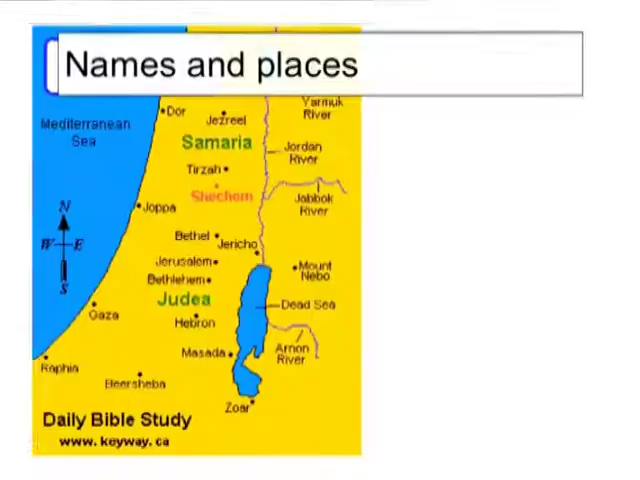 Names and places
Yarmuk
River
Dor
Jezreel
Mediterranean
Sea
Samaria
Jordan
River
Tirzah
Shechem
Jabbok
River
N
Joppa
W E
S
Bethel
Jericho
Jerusalem
Mount
Nebo
Bethlehem
Judea
Dead Sea
Gaza
Hebron
Masada
Arnon
River
Raphia
Beersheba
Zoar
Daily Bible Study
www.keyway.ca